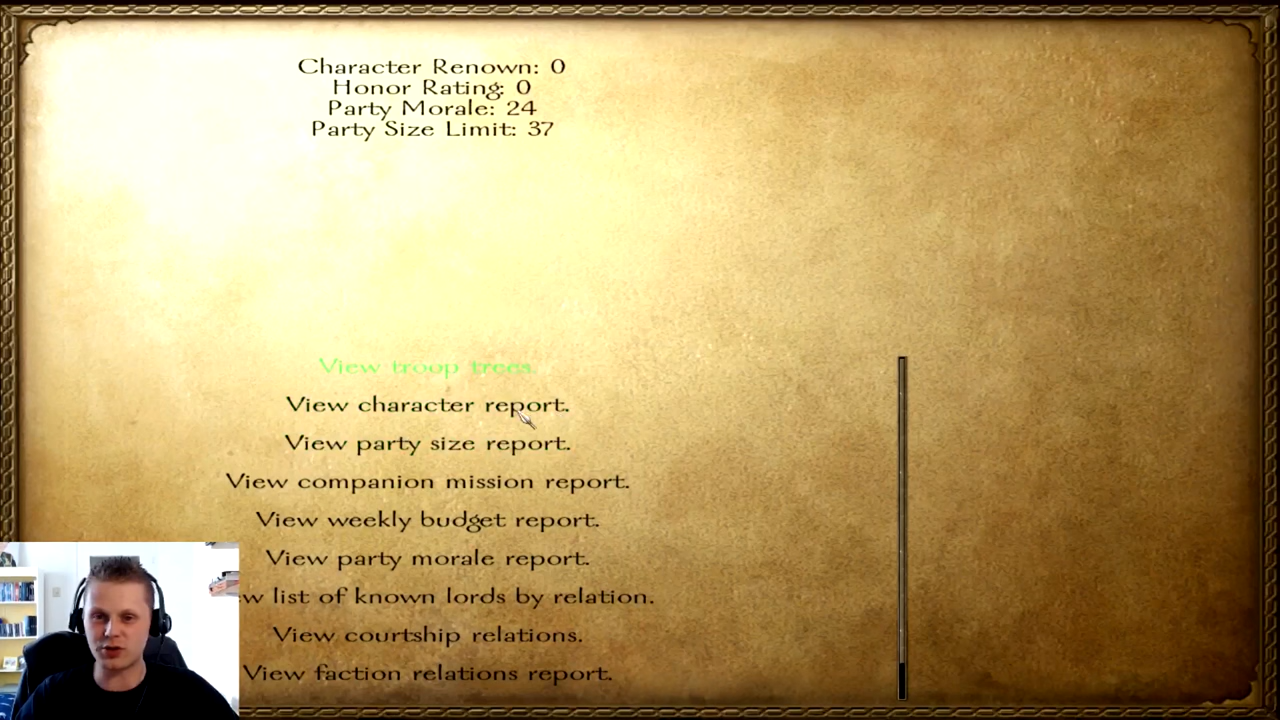 Character Renown: 0
Honor Rating: 0
Party Morale: 24
Party Size Limit: 37
View troop trees.
View character report.
View party size report.
View companion mission report.
View weekly budget report.
View party morale report.
list of known lords by relation.
View courtship relations.
View faction relations report.